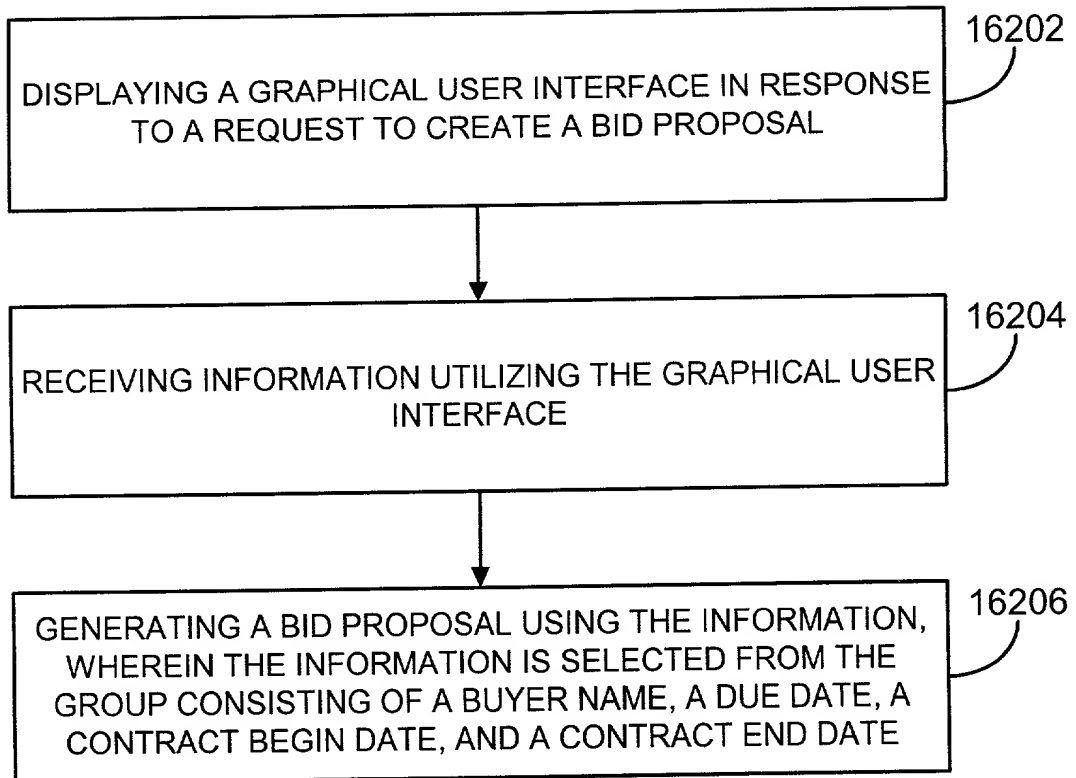 16202
DISPLAYING A GRAPHICAL USER INTERFACE IN RESPONSE
TO A REQUEST TO CREATE A BID PROPOSAL
16204
RECEIVING INFORMATION UTILIZING THE GRAPHICAL USER
INTERFACE
16206
GENERATING A BID PROPOSAL USING THE INFORMATION,
WHEREIN THE INFORMATION IS SELECTED FROM THE
GROUP CONSISTING OF A BUYER NAME, A DUE DATE, A
CONTRACT BEGIN DATE, AND A CONTRACT END DATE